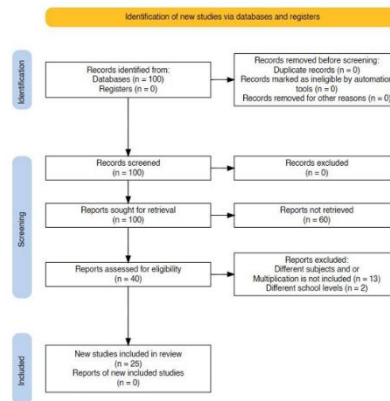 Identification of new studies via databases and registers
Identification
Records identified from:
Databases (n = 100)
Registers (n = 0)
Records removed before screening:
Duplicate records (n = 0)
Records marked as ineligible by automation
tools (n = 0)
Records removed for other reasons (n = 0)
Screening
Records screened
(n = 100)
Records excluded
(n = 0)
Reports sought for retrieval
(n = 100)
Reports not retrieved
(n = 60)
Reports assessed for eligibility
(n = 40)
Reports excluded:
Different subjects and or
Multiplication is not included (n = 13)
Different school levels (n = 2)
Included
New studies included in review
(n = 25)
Reports of new included studies
(n = 0)